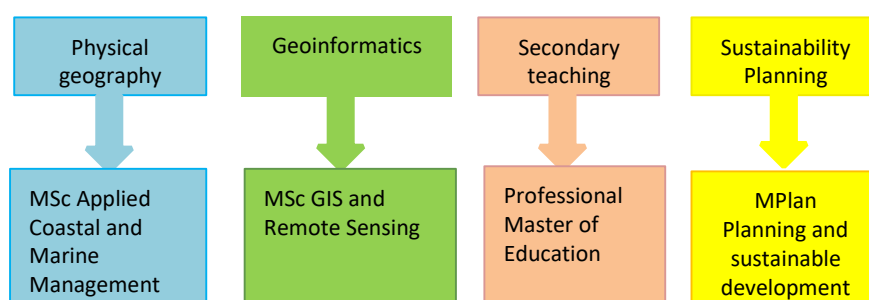 Physical
geography
Geoinformatics
Secondary
teaching
Sustainability
Planning
MSc Applied
Coastal and
Marine
Management
MSc GIS and
Remote Sensing
Professional
Master of
Education
MPlan
Planning and
sustainable
development